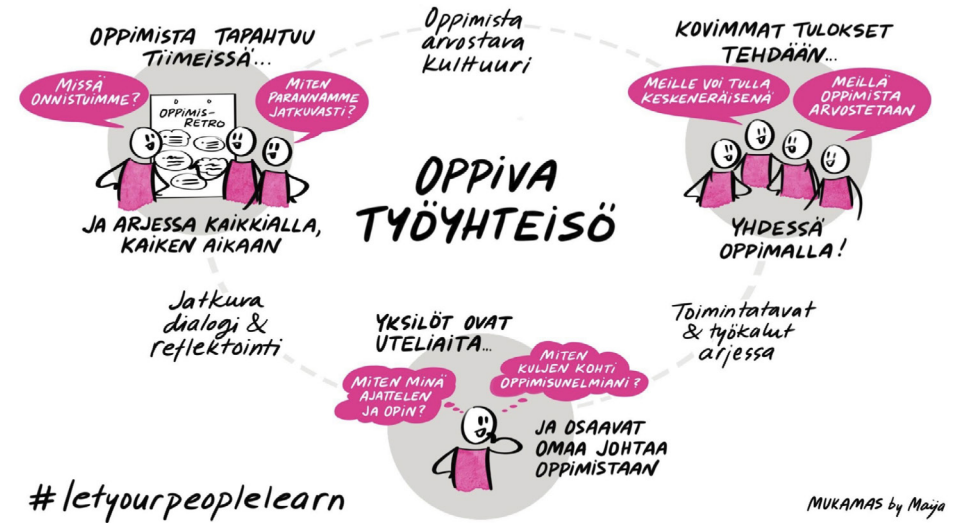 OPPIMISTA TAPAHTUU
TIIMEISSÄ...
MISSÄ
ONNISTUIMME?
MITEN
PARANNAMME
JATKUVASTI?
OPPIMIS-
RETRO
JA ARJESSA KAIKKIALLA,
KAIKEN AIKAAN
Oppimista
arvostava
kulttuuri
KOVIMMAT TULOKSET
TEHDÄÄN...
MEILLE VOI TULLA
KESKENERÄISENÄ
MEILLÄ
OPPIMISTA
ARVOSTETAAN
YHDESSÄ
OPPIMALLA!
OPPIVA
TYÖYHTEISÖ
Jatkuva
dialogi &
reflektointi
YKSILÖT OVAT
UTELIAITA...
MITEN MINÄ
AJATTELEN
JA OPIN?
MITEN
KULJEN KOHTI
OPPIMISUNELMIANI?
JA OSAAVAT
OMAA JOHTAA
OPPIMISTAAN
Toimintatavat
& työkalut
arjessa
#letyourpeoplelearn
MUKAMAS by Maija